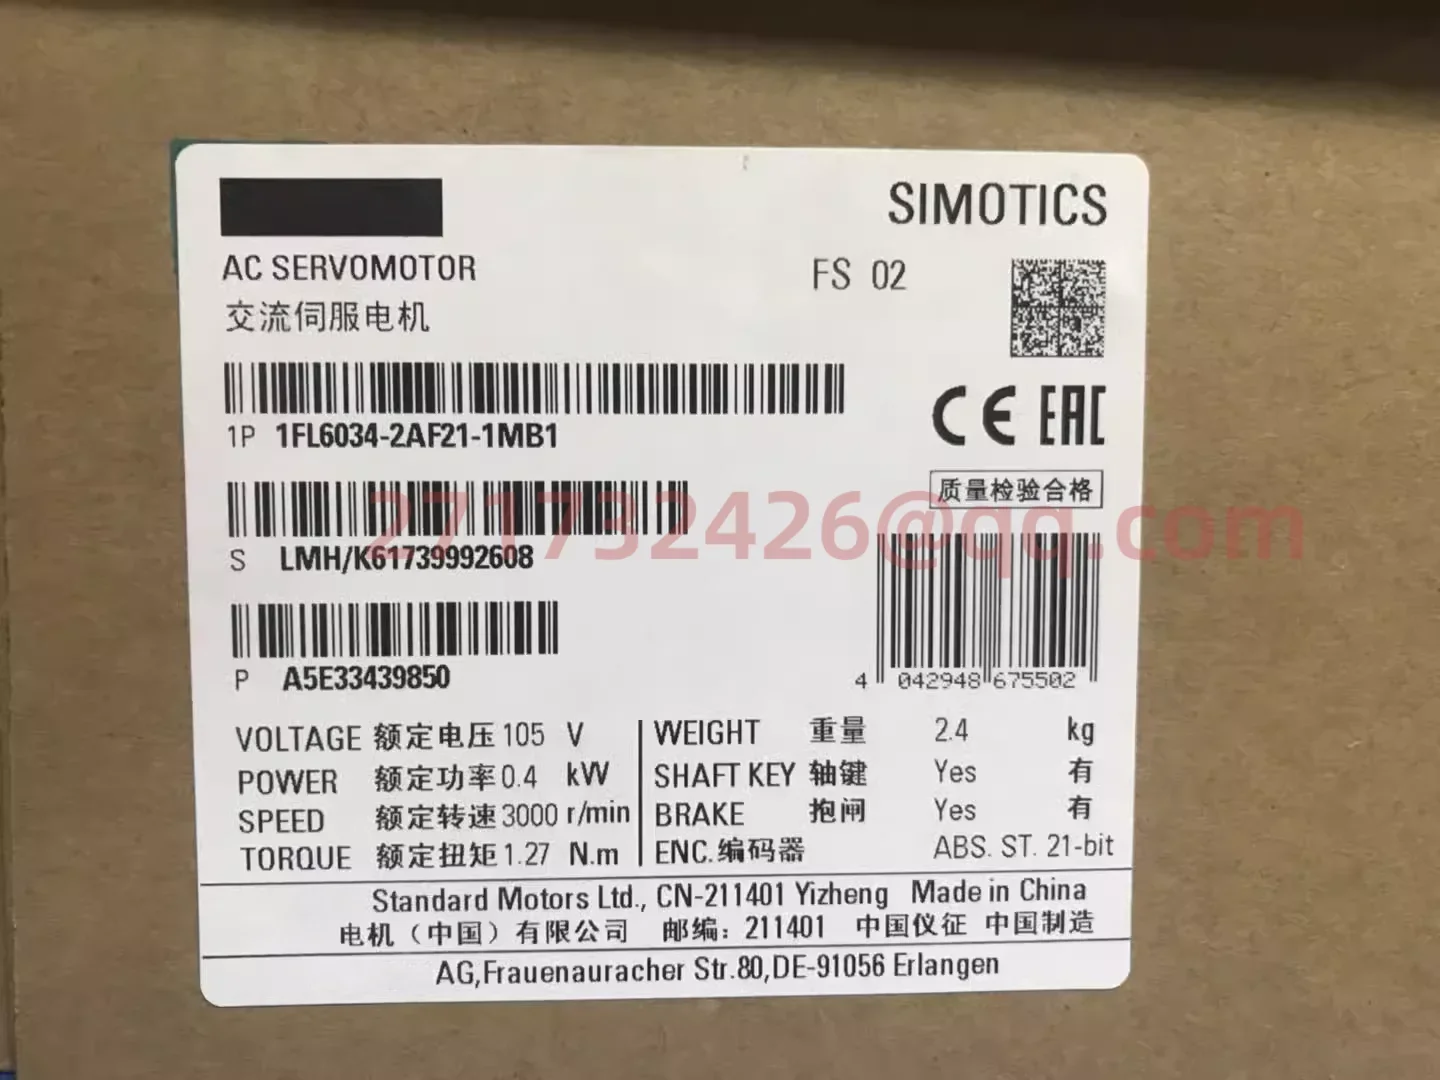 SIMOTICS
AC SERVOMOTOR
FS 02
交流伺服电机
CE EAC
1P 1FL6034-2AF21-1MB1
质量检验合格
271732426@qq.com
S LMH/K61739992608
P A5E33439850
4 042948 675502
VOLTAGE 额定电压 105 V
POWER 额定功率 0.4 kW
SPEED 额定转速 3000 r/min
TORQUE 额定扭矩 1.27 N.m
WEIGHT 重量 2.4 kg
SHAFT KEY 轴键 Yes 有
BRAKE 抱闸 Yes 有
ENC. 编码器 ABS. ST. 21-bit
Standard Motors Ltd., CN-211401 Yizheng Made in China
电机（中国）有限公司 邮编：211401 中国仪征 中国制造
AG,Frauenauracher Str.80,DE-91056 Erlangen